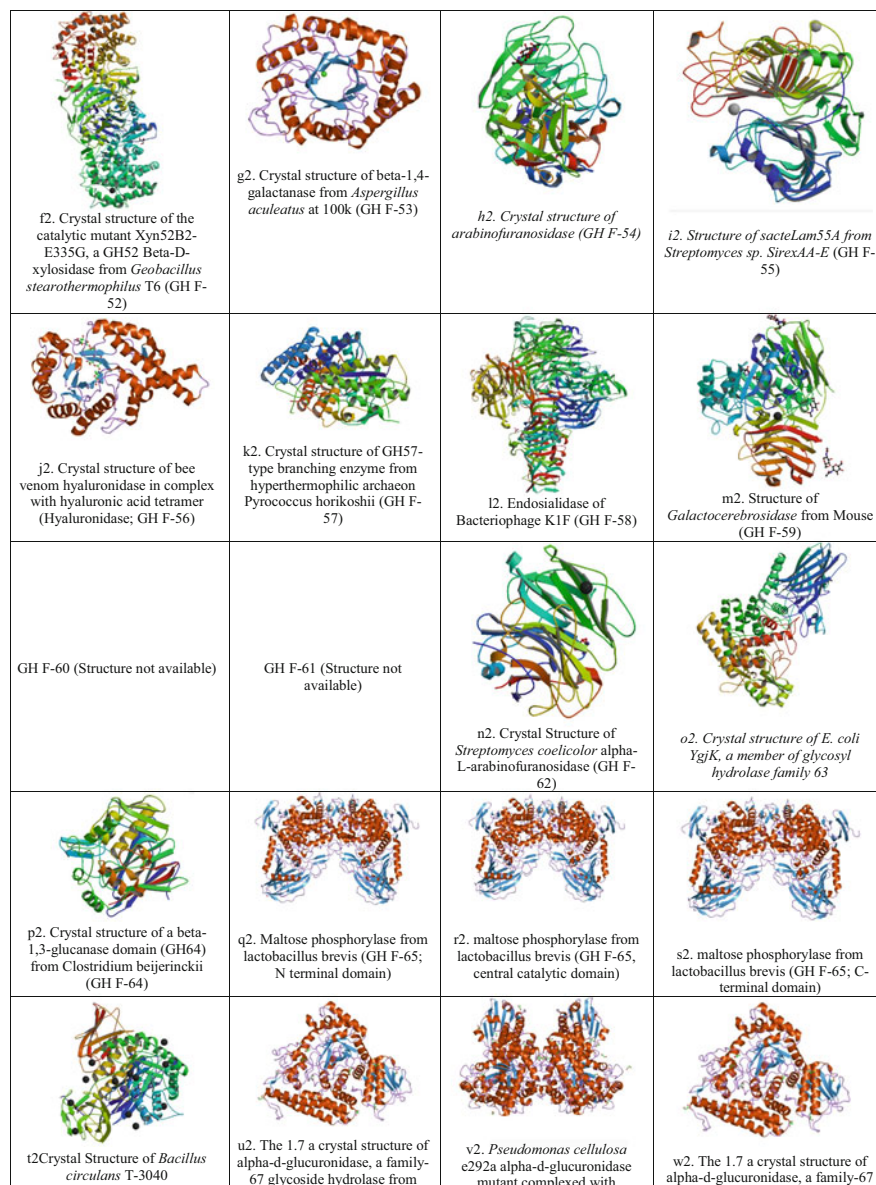 f2. Crystal structure of the
catalytic mutant Xyn52B2-
E335G, a GH52 Beta-D-
xylosidase from Geobacillus
stearothermophilus T6 (GH F-
52)
g2. Crystal structure of beta-1,4-
galactanase from Aspergillus
aculeatus at 100k (GH F-53)
h2. Crystal structure of
arabinofuranosidase (GH F-54)
i2. Structure of sacteLam55A from
Streptomyces sp. SirexAA-E (GH F-
55)
j2. Crystal structure of bee
venom hyaluronidase in complex
with hyaluronic acid tetramer
(Hyaluronidase; GH F-56)
k2. Crystal structure of GH57-
type branching enzyme from
hyperthermophilic archaeon
Pyrococcus horikoshii (GH F-
57)
l2. Endosialidase of
Bacteriophage K1F (GH F-58)
m2. Structure of
Galactocerebrosidase from Mouse
(GH F-59)
GH F-60 (Structure not available)
GH F-61 (Structure not
available)
n2. Crystal Structure of
Streptomyces coelicolor alpha-
L-arabinofuranosidase (GH F-
62)
o2. Crystal structure of E. coli
YgjK, a member of glycosyl
hydrolase family 63
p2. Crystal structure of a beta-
1,3-glucanase domain (GH64)
from Clostridium beijerinckii
(GH F-64)
q2. Maltose phosphorylase from
lactobacillus brevis (GH F-65;
N terminal domain)
r2. maltose phosphorylase from
lactobacillus brevis (GH F-65,
central catalytic domain)
s2. maltose phosphorylase from
lactobacillus brevis (GH F-65; C-
terminal domain)
t2Crystal Structure of Bacillus
circulans T-3040
u2. The 1.7 a crystal structure of
alpha-d-glucuronidase, a family-
67 glycoside hydrolase from
v2. Pseudomonas cellulosa
e292a alpha-d-glucuronidase
mutant complexed with
w2. The 1.7 a crystal structure of
alpha-d-glucuronidase, a family-67